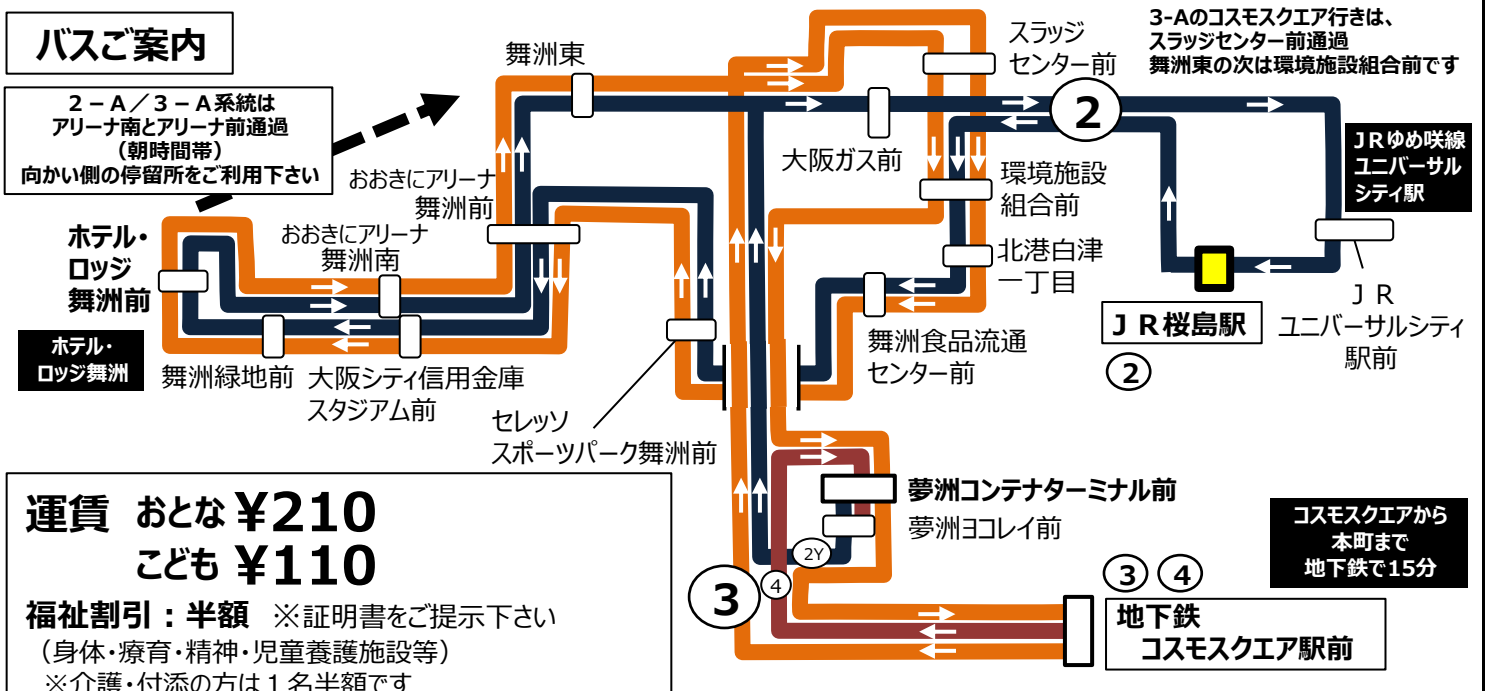 バスご案内
２－Ａ／３－Ａ系統は
アリーナ南とアリーナ前通過
（朝時間帯）
向かい側の停留所をご利用下さい
舞洲東
スラッジ
センター前
3-Aのコスモスクエア行きは、
スラッジセンター前通過
舞洲東の次は環境施設組合前です
2
大阪ガス前
JRゆめ咲線
ユニバーサル
シティ駅
環境施設
組合前
おおきにアリーナ
舞洲前
おおきにアリーナ
舞洲南
ホテル・
ロッジ
舞洲前
北港白津
一丁目
ＪＲ桜島駅
2
ＪＲ
ユニバーサルシティ
駅前
ホテル・
ロッジ舞洲
舞洲緑地前
大阪シティ信用金庫
スタジアム前
舞洲食品流通
センター前
セレッソ
スポーツパーク舞洲前
夢洲コンテナターミナル前
夢洲ヨコレイ前
2Y
4
3
コスモスクエアから
本町まで
地下鉄で15分
3 4
地下鉄
コスモスクエア駅前
運賃 おとな ¥210
こども ¥110
福祉割引：半額 ※証明書をご提示下さい
（身体・療育・精神・児童養護施設等）
※介護・付添の方は１名半額です